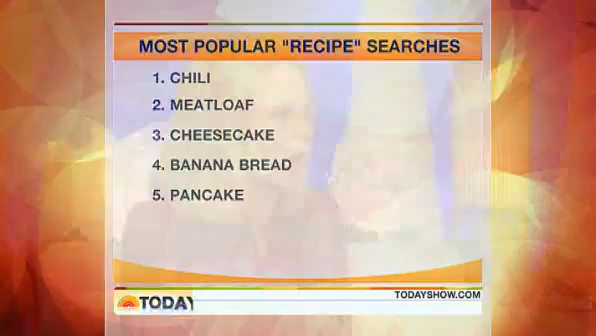 MOST POPULAR "RECIPE" SEARCHES
1. CHILI
2. MEATLOAF
3. CHEESECAKE
4. BANANA BREAD
5. PANCAKE
TODAYSHOW.COM
TODAY